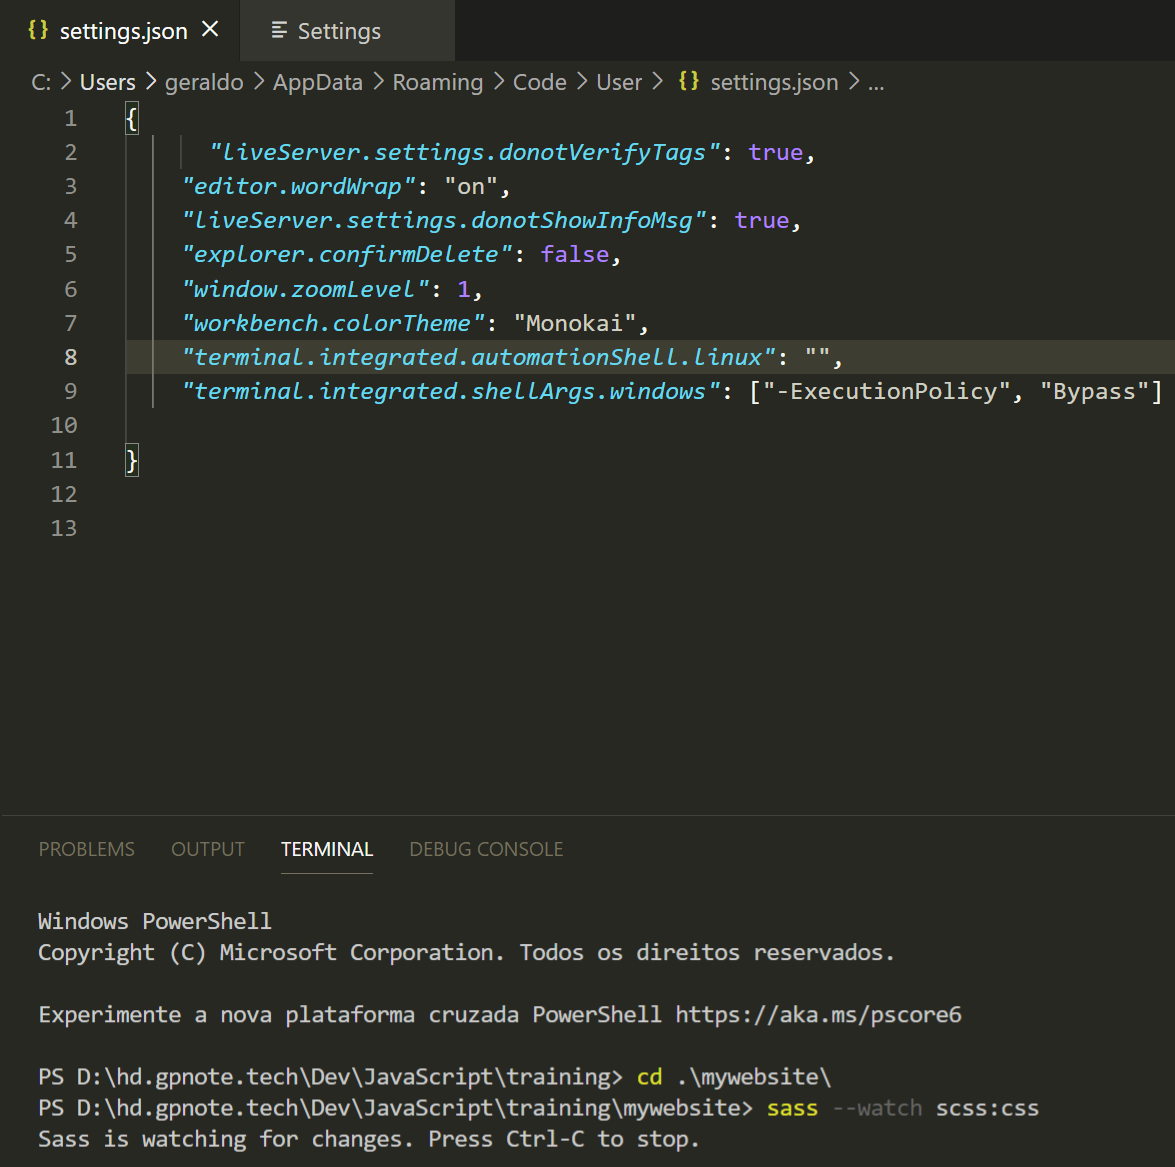 {} settings.json × Settings
C: > Users > geraldo > AppData > Roaming > Code > User > {} settings.json > ...
1 {
2 "liveServer.settings.donotVerifyTags": true,
3 "editor.wordWrap": "on",
4 "liveServer.settings.donotShowInfoMsg": true,
5 "explorer.confirmDelete": false,
6 "window.zoomLevel": 1,
7 "workbench.colorTheme": "Monokai",
8 "terminal.integrated.automationShell.linux": "",
9 "terminal.integrated.shellArgs.windows": ["-ExecutionPolicy", "Bypass"]
10
11 }
12
13
PROBLEMS OUTPUT TERMINAL DEBUG CONSOLE
Windows PowerShell
Copyright (C) Microsoft Corporation. Todos os direitos reservados.
Experimente a nova plataforma cruzada PowerShell https://aka.ms/pscore6
PS D:\hd.gpnote.tech\Dev\JavaScript\training> cd .\mywebsite\
PS D:\hd.gpnote.tech\Dev\JavaScript\training\mywebsite> sass --watch scss:css
Sass is watching for changes. Press Ctrl-C to stop.